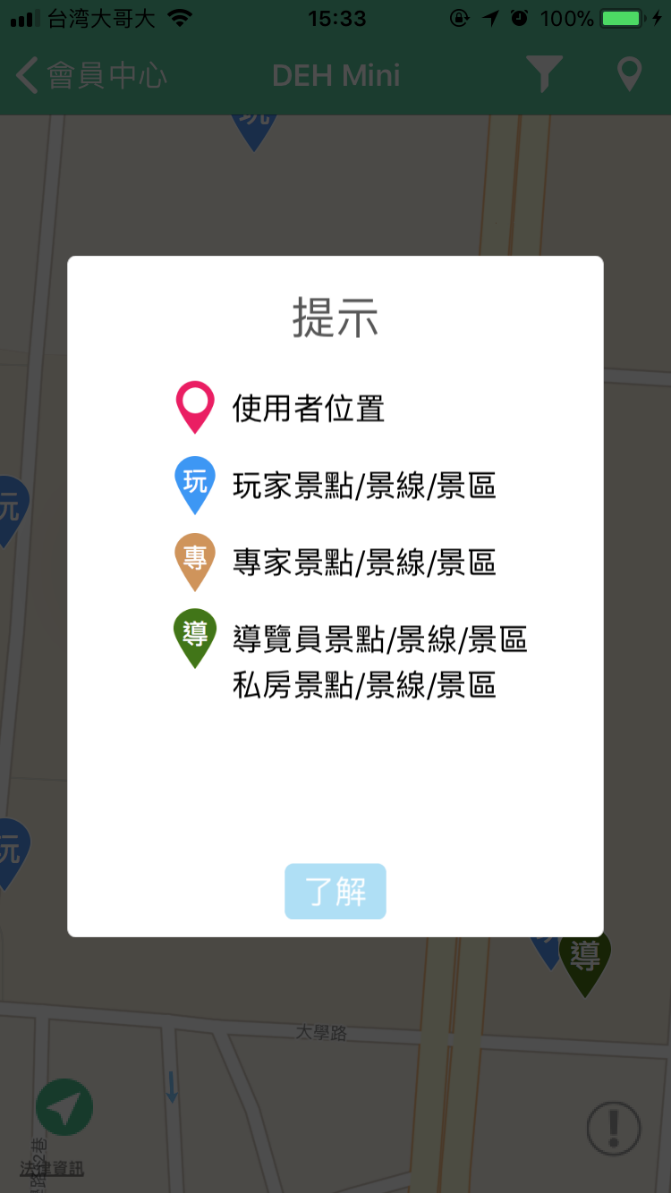 台湾大哥大
15:33
100%
會員中心
DEH Mini
玩
提示
使用者位置
玩
玩家景點/景線/景區
玩
專
專家景點/景線/景區
導
導覽員景點/景線/景區
私房景點/景線/景區
玩
了解
導
大學路
法律資訊